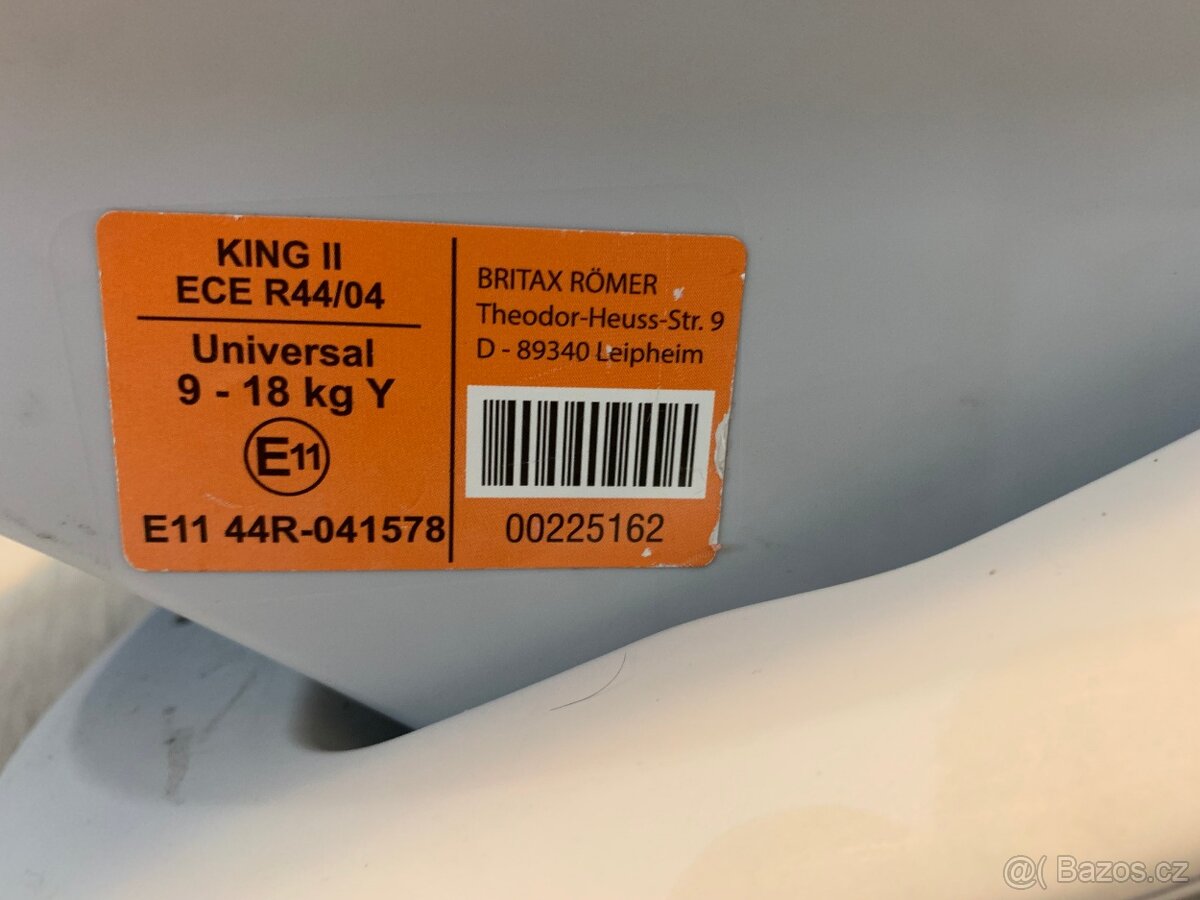 KING II
ECE R44/04
Universal
9 - 18 kg Y
E11
E11 44R-041578
BRITAX RÖMER
Theodor-Heuss-Str. 9
D - 89340 Leipheim
00225162
@( Bazos.cz